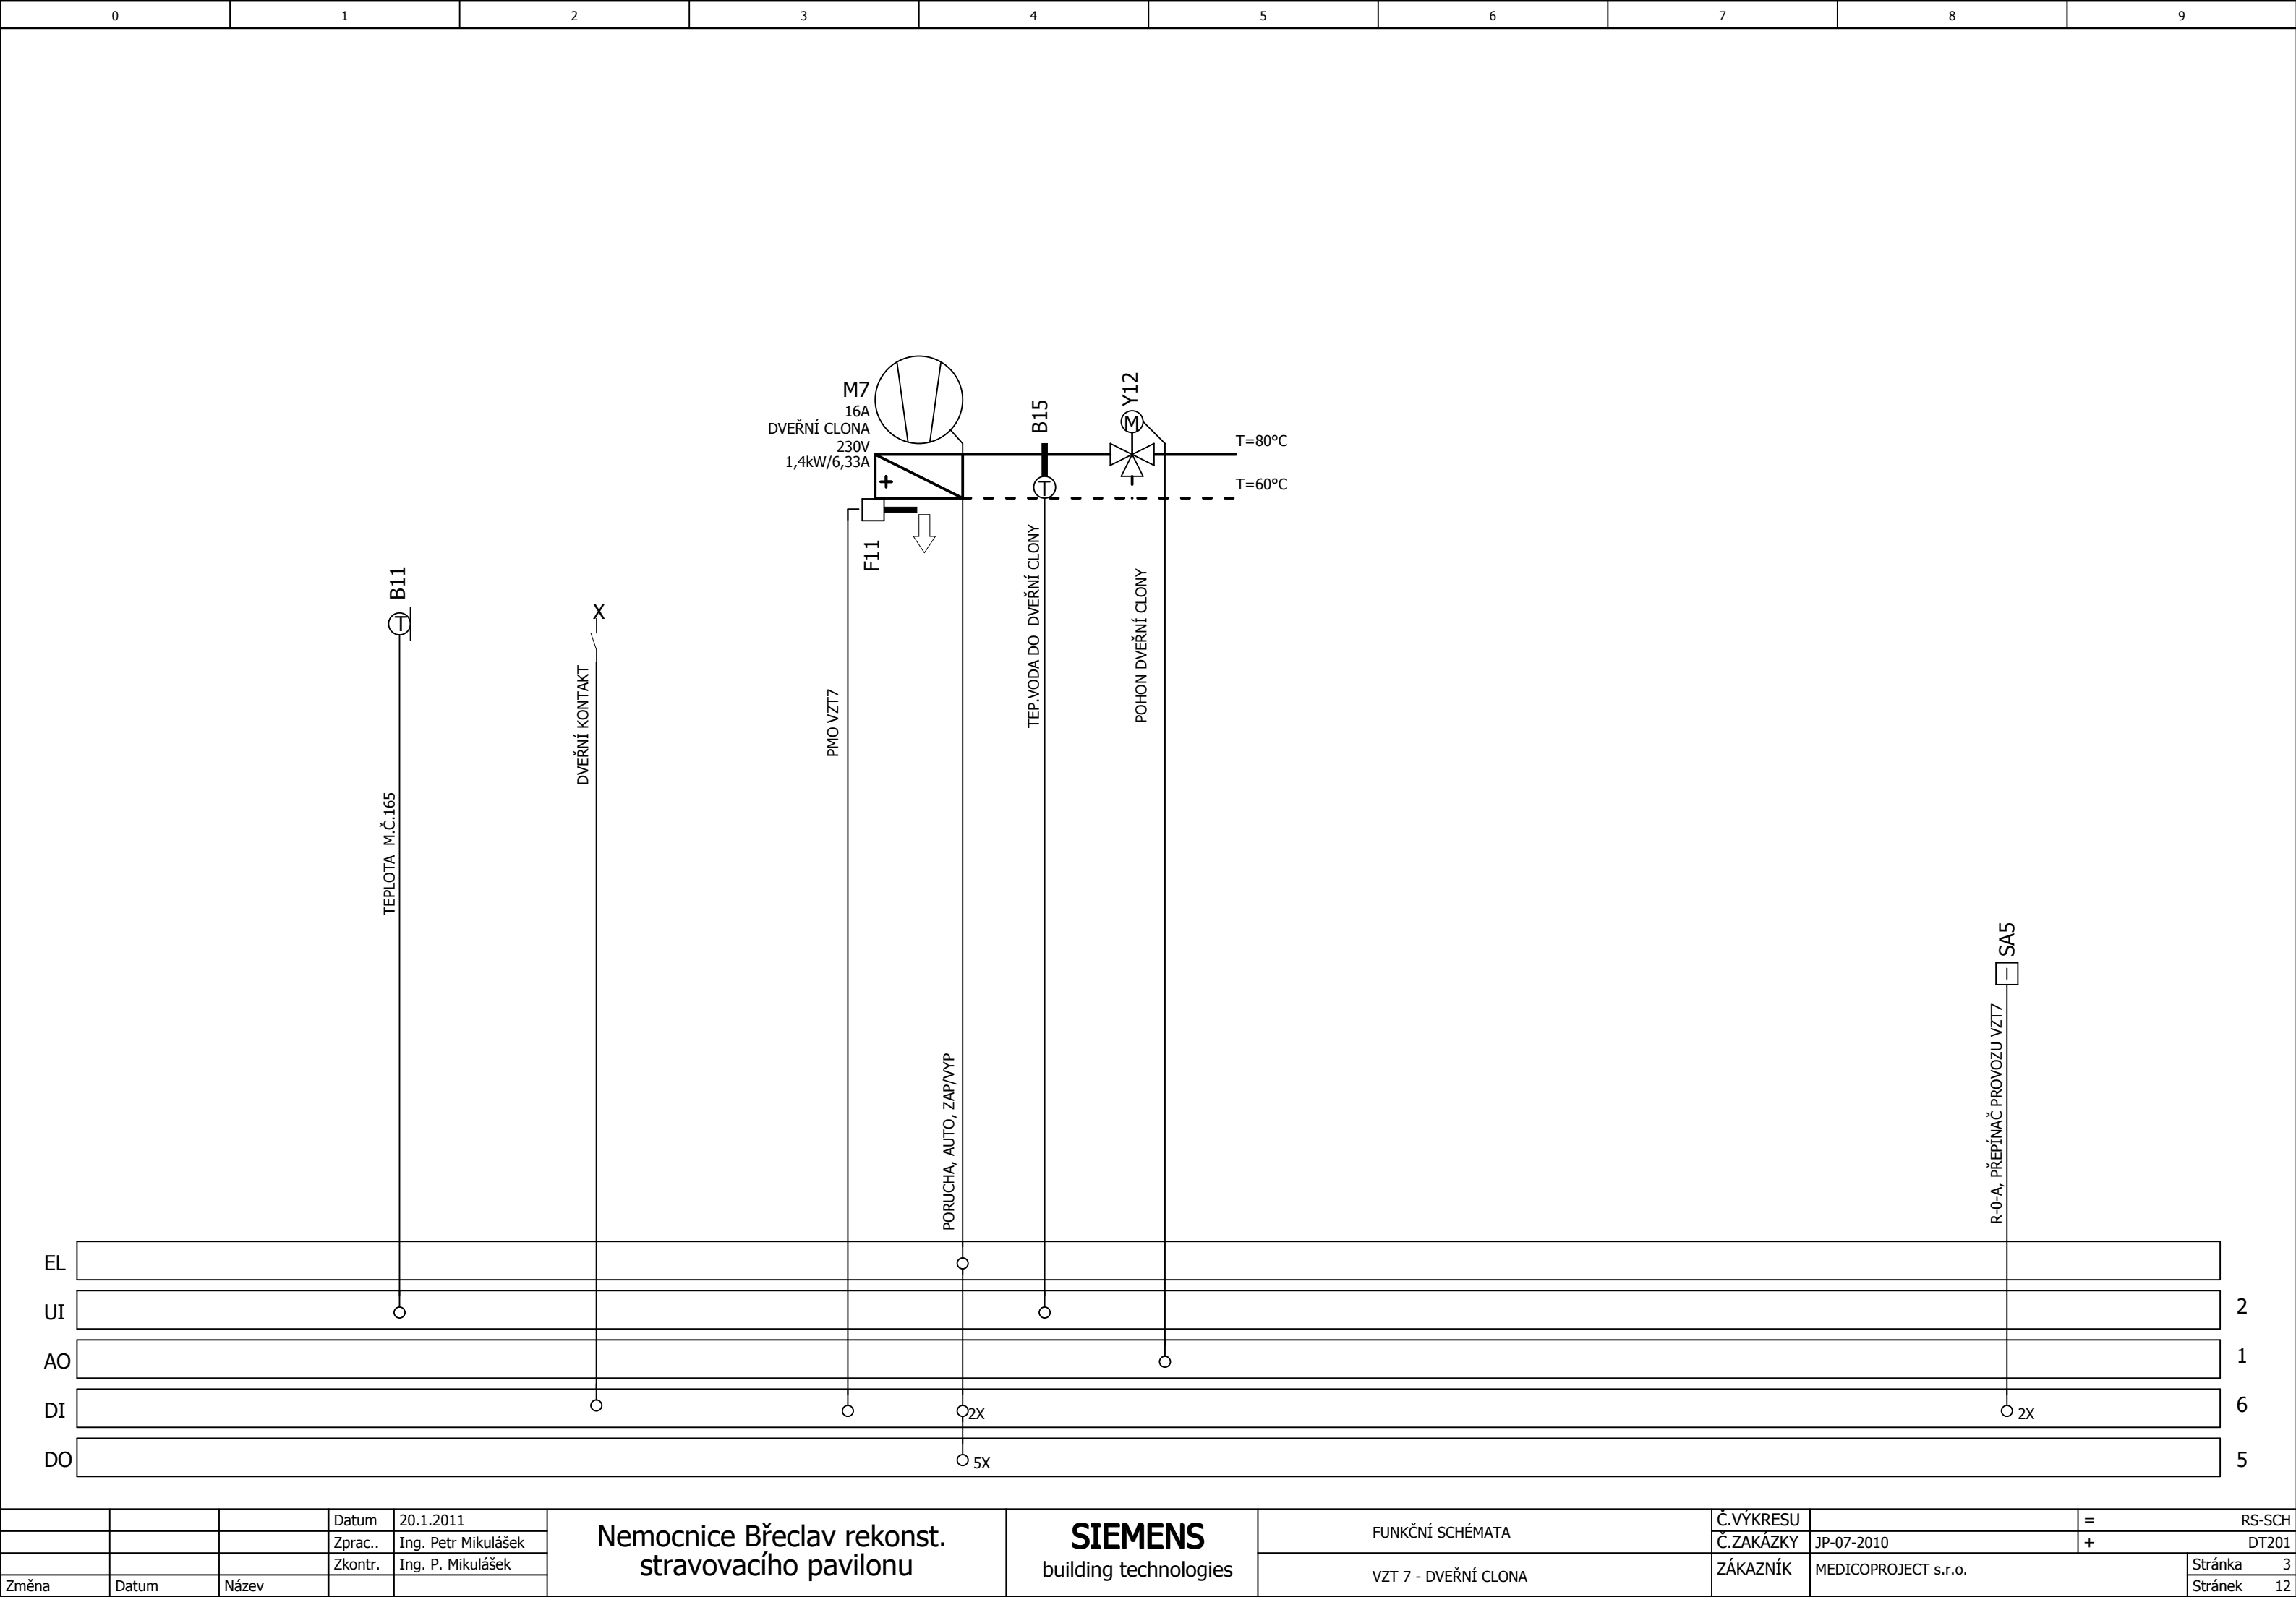 0 1 2 3 4 5 6 7 8 9
M7
16A
DVEŘNÍ CLONA
230V
1,4kW/6,33A
B15
Y12
M
T=80°C
T=60°C
T
+
F11
B11
T
X
TEPLOTA M.Č.165
DVEŘNÍ KONTAKT
PMO VZT7
PORUCHA, AUTO, ZAP/VYP
TEP.VODA DO DVEŘNÍ CLONY
POHON DVEŘNÍ CLONY
SA5
R-0-A, PŘEPÍNAČ PROVOZU VZT7
EL
UI 2
AO 1
DI 2X 2X 6
DO 5X 5
Datum 20.1.2011
Zprac.. Ing. Petr Mikulášek
Zkontr. Ing. P. Mikulášek
Změna Datum Název
Nemocnice Břeclav rekonst.
stravovacího pavilonu
SIEMENS
building technologies
FUNKČNÍ SCHÉMATA
VZT 7 - DVEŘNÍ CLONA
Č.VÝKRESU = RS-SCH
Č.ZAKÁZKY JP-07-2010 + DT201
ZÁKAZNÍK MEDICOPROJECT s.r.o.
Stránka 3
Stránek 12